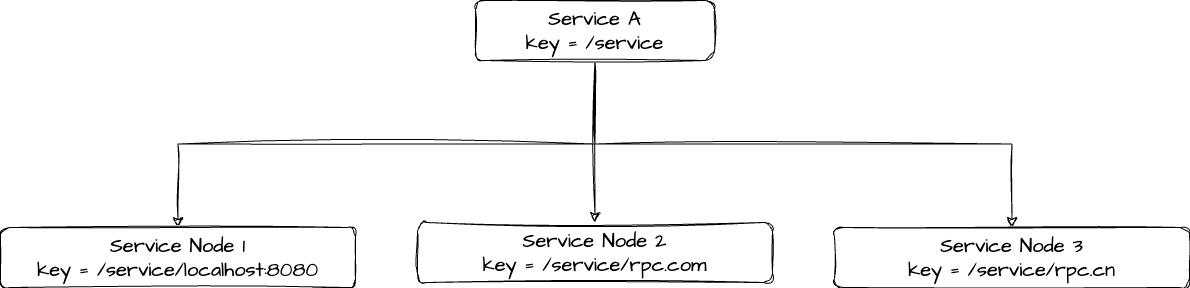 Service A
key = /service
Service Node 1
key = /service/localhost:8080
Service Node 2
key = /service/rpc.com
Service Node 3
key = /service/rpc.cn